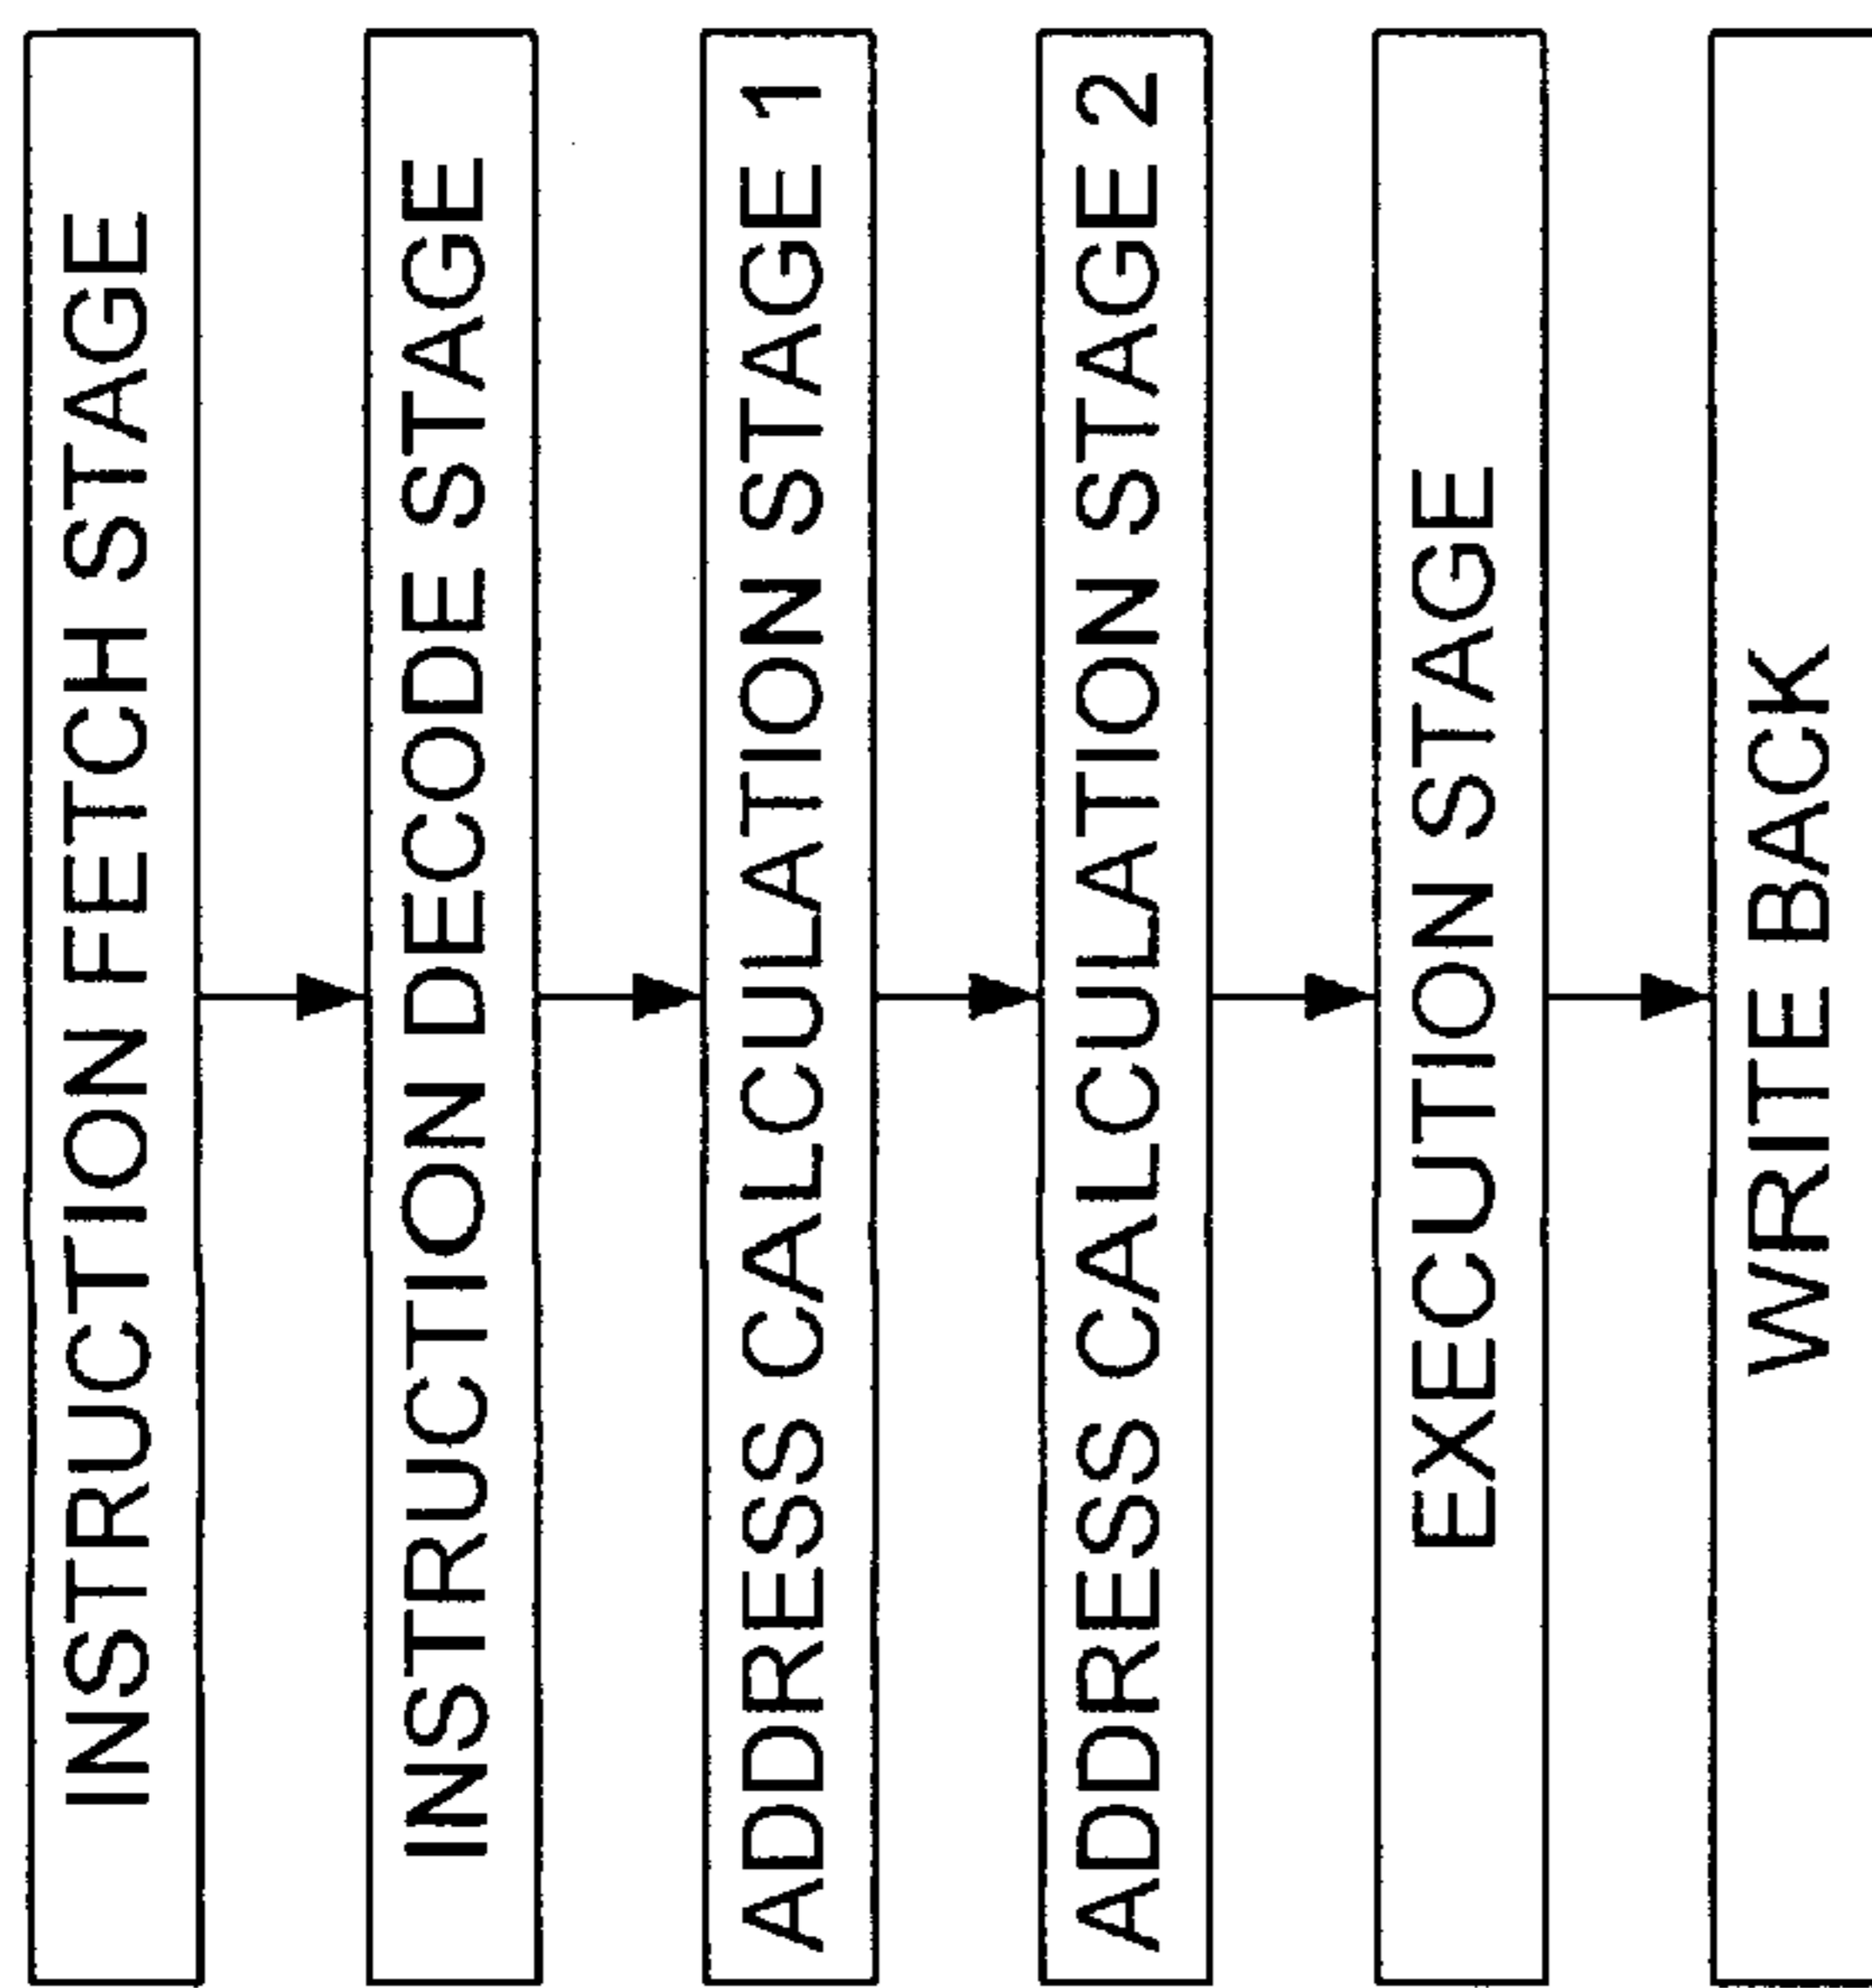 INSTRUCTION FETCH STAGE
INSTRUCTION DECODE STAGE
ADDRESS CALCULATION STAGE 1
ADDRESS CALCULATION STAGE 2
EXECUTION STAGE
WRITE BACK